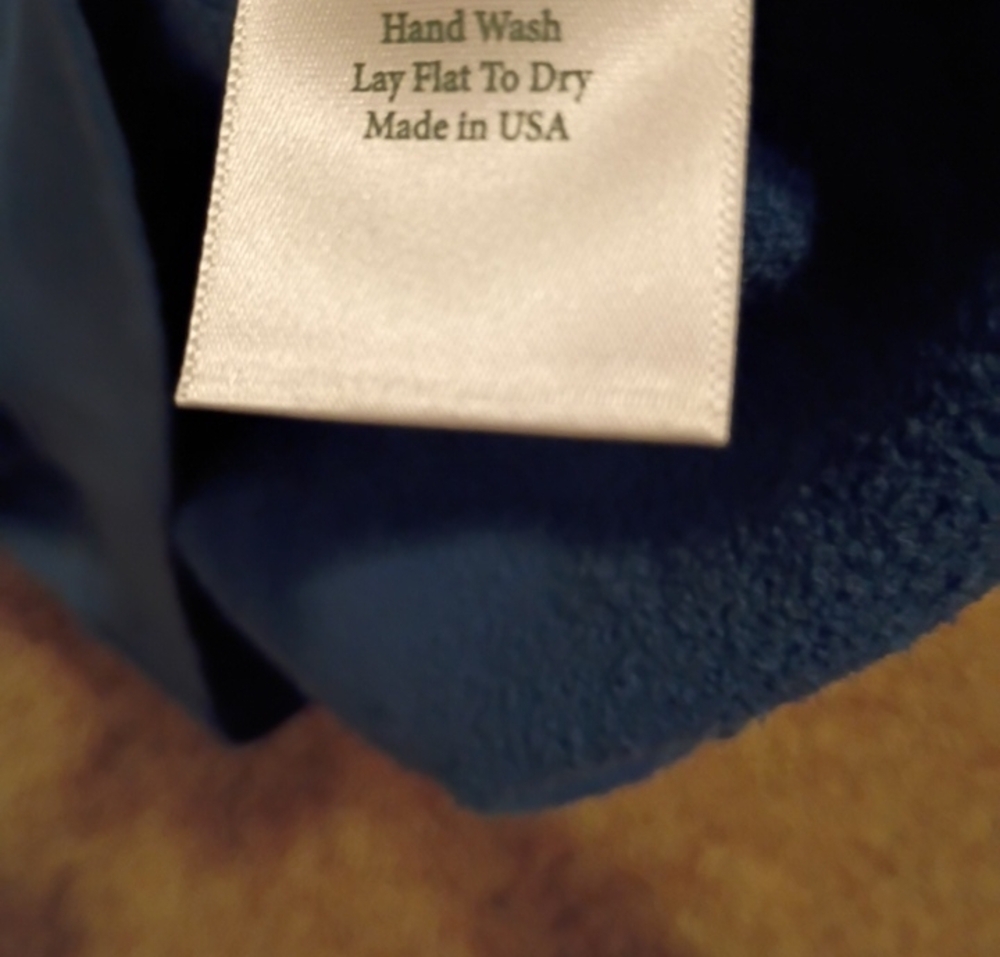 Hand Wash
Lay Flat To Dry
Made in USA